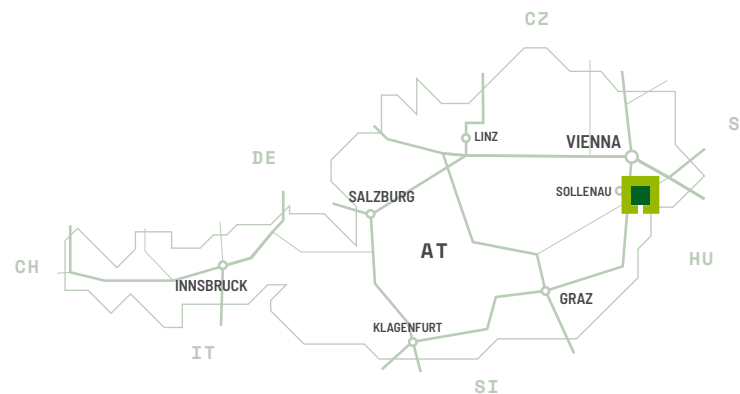 CZ
S
LINZ
VIENNA
DE
SOLLENAU
SALZBURG
AT
HU
CH
INNSBRUCK
GRAZ
KLAGENFURT
IT
SI